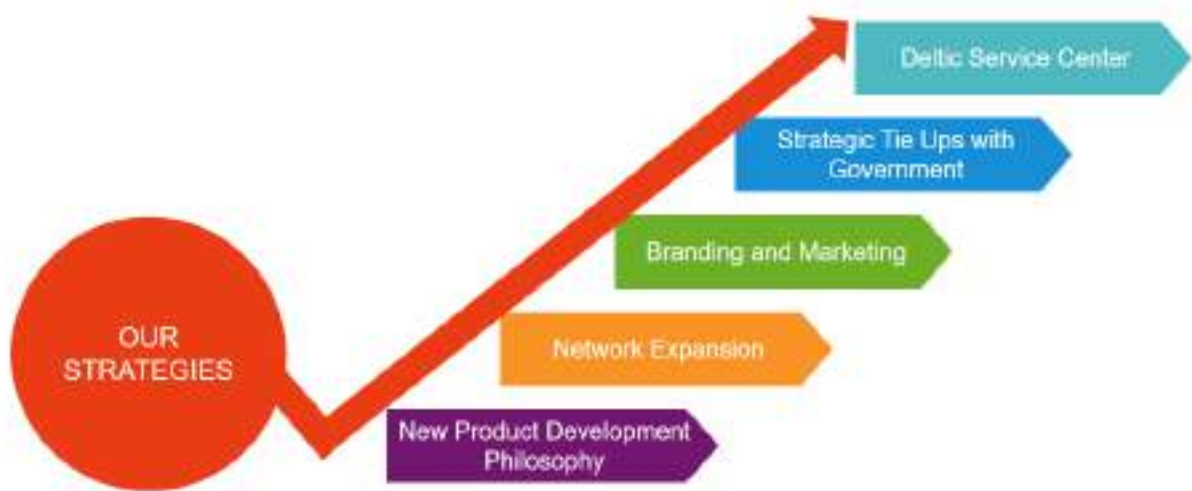 OUR
STRATEGIES
Deltic Service Center
Strategic Tie Ups with
Government
Branding and Marketing
Network Expansion
New Product Development
Philosophy